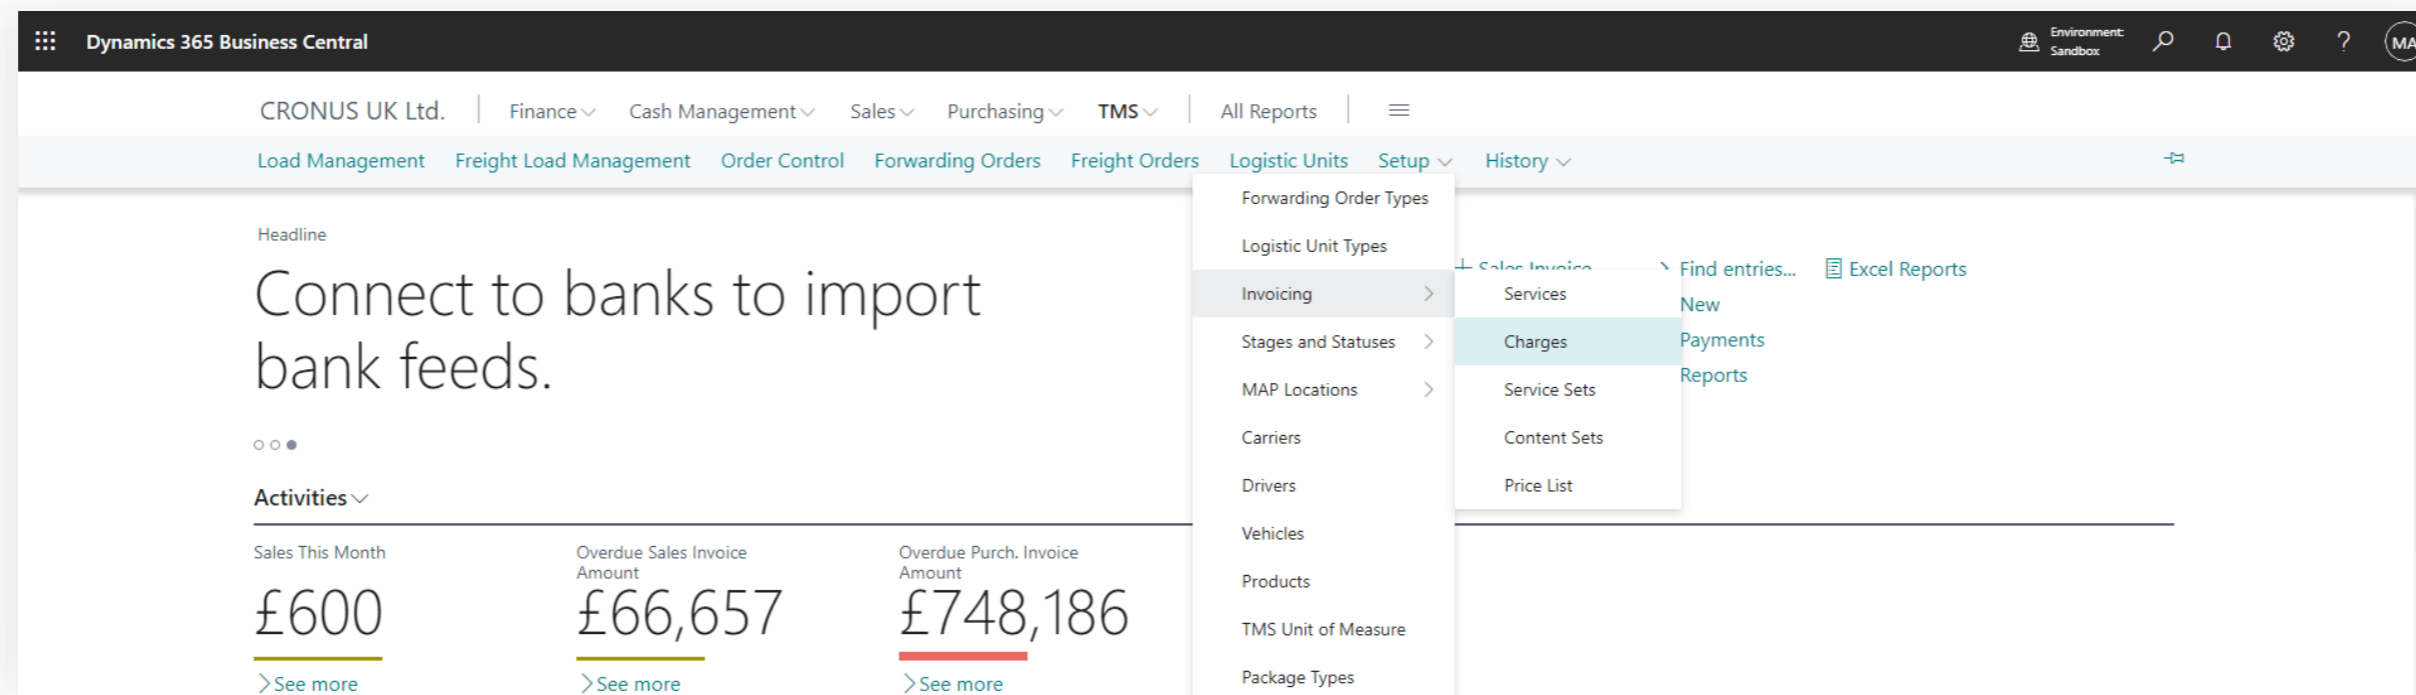 Dynamics 365 Business Central
Environment:
Sandbox
?
MA
CRONUS UK Ltd.
Finance
Cash Management
Sales
Purchasing
TMS
All Reports
Load Management
Freight Load Management
Order Control
Forwarding Orders
Freight Orders
Logistic Units
Setup
History
Headline
Connect to banks to import
bank feeds.
Forwarding Order Types
Logistic Unit Types
Invoicing
Stages and Statuses
MAP Locations
Carriers
Drivers
Vehicles
Products
TMS Unit of Measure
Package Types
Sales Invoice
Services
Charges
Service Sets
Content Sets
Price List
Find entries...
New
Payments
Reports
Excel Reports
Activities
Sales This Month
£600
See more
Overdue Sales Invoice
Amount
£66,657
See more
Overdue Purch. Invoice
Amount
£748,186
See more